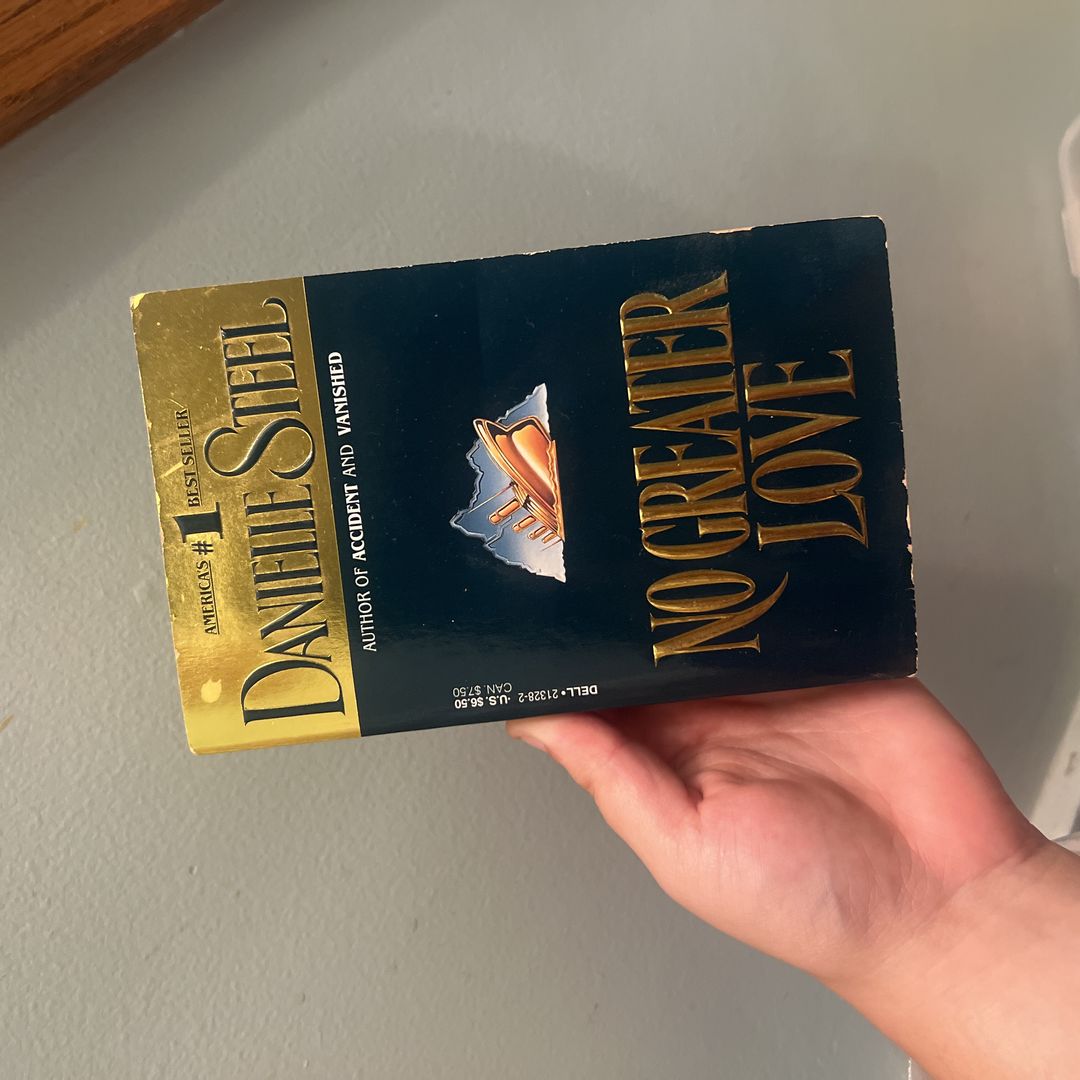 AMERICA'S #1 BEST SELLER
DANIELLE STEEL
AUTHOR OF ACCIDENT AND VANISHED
NO GREATER
LOVE
DELL • 21328-2
·U.S. $6.50
CAN. $7.50